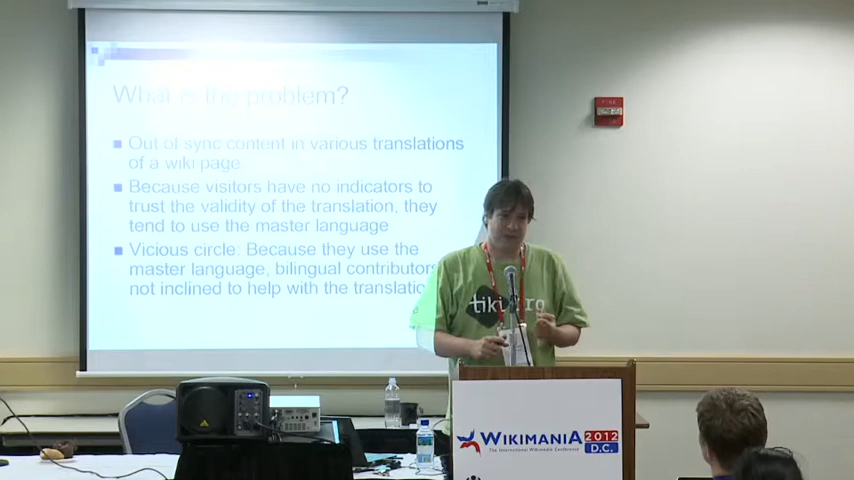 What is the problem?
Out of sync content in various translations
of a wiki page.
Because visitors have no indicators to
trust the validity of the translation, they
tend to use the master language
Vicious circle: Because they use the
master language, bilingual contributors
not inclined to help with the
FIRE
tiki
WIKIMANIA 2012
The International Wikimedia Conference D.C.